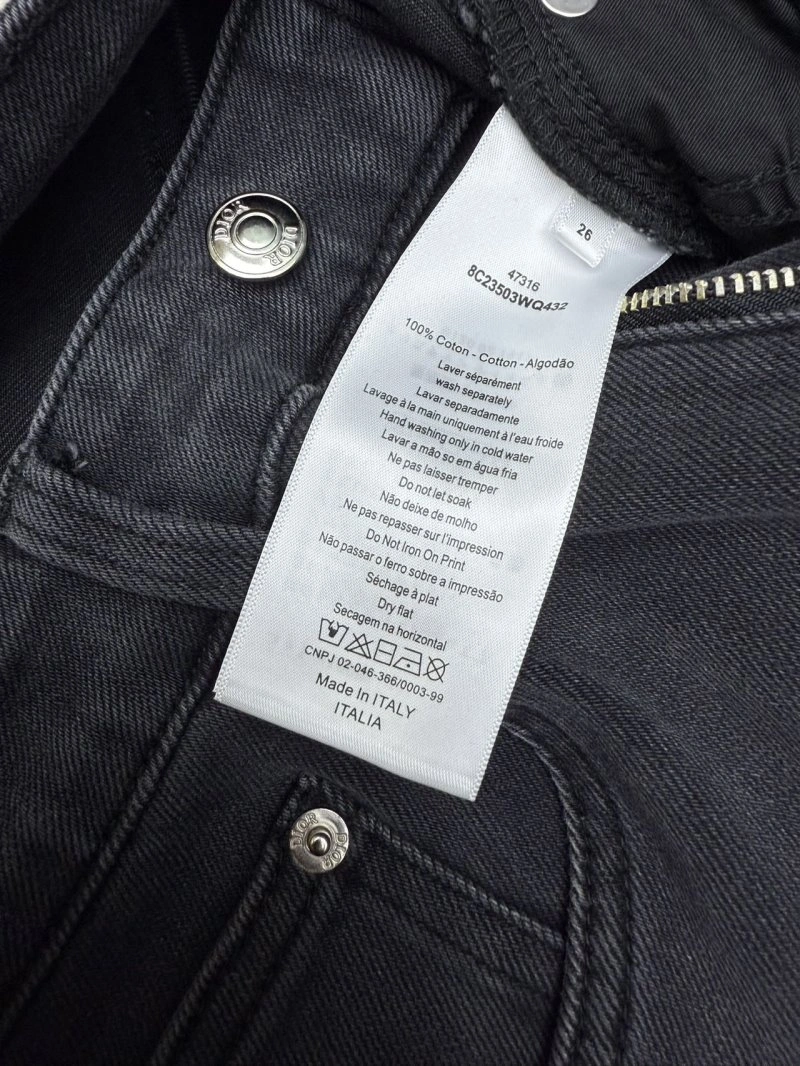 DIOR DIOR
26
47316
8C23503WQ432
100% Coton - Cotton - Algodão
Laver séparément
wash separately
Lavar separadamente
Lavage à la main uniquement à l'eau froide
Hand washing only in cold water
Lavar a mão so em água fria
Ne pas laisser tremper
Do not let soak
Não deixe de molho
Ne pas repasser sur l'impression
Do Not Iron On Print
Não passar o ferro sobre a impressão
Séchage à plat
Dry flat
Secagem na horizontal
CNPJ 02-046-366/0003-99
Made In ITALY
ITALIA
DIOR DIOR